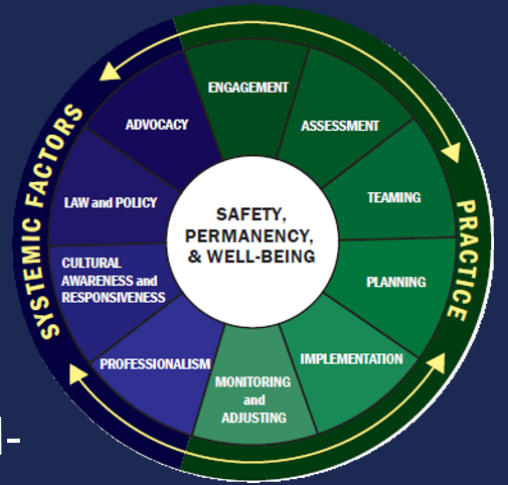 SYSTEMIC FACTORS
PRACTICE
ENGAGEMENT
ASSESSMENT
TEAMING
PLANNING
IMPLEMENTATION
MONITORING
and
ADJUSTING
PROFESSIONALISM
CULTURAL
AWARENESS and
RESPONSIVENESS
LAW and POLICY
ADVOCACY
SAFETY,
PERMANENCY,
& WELL-BEING